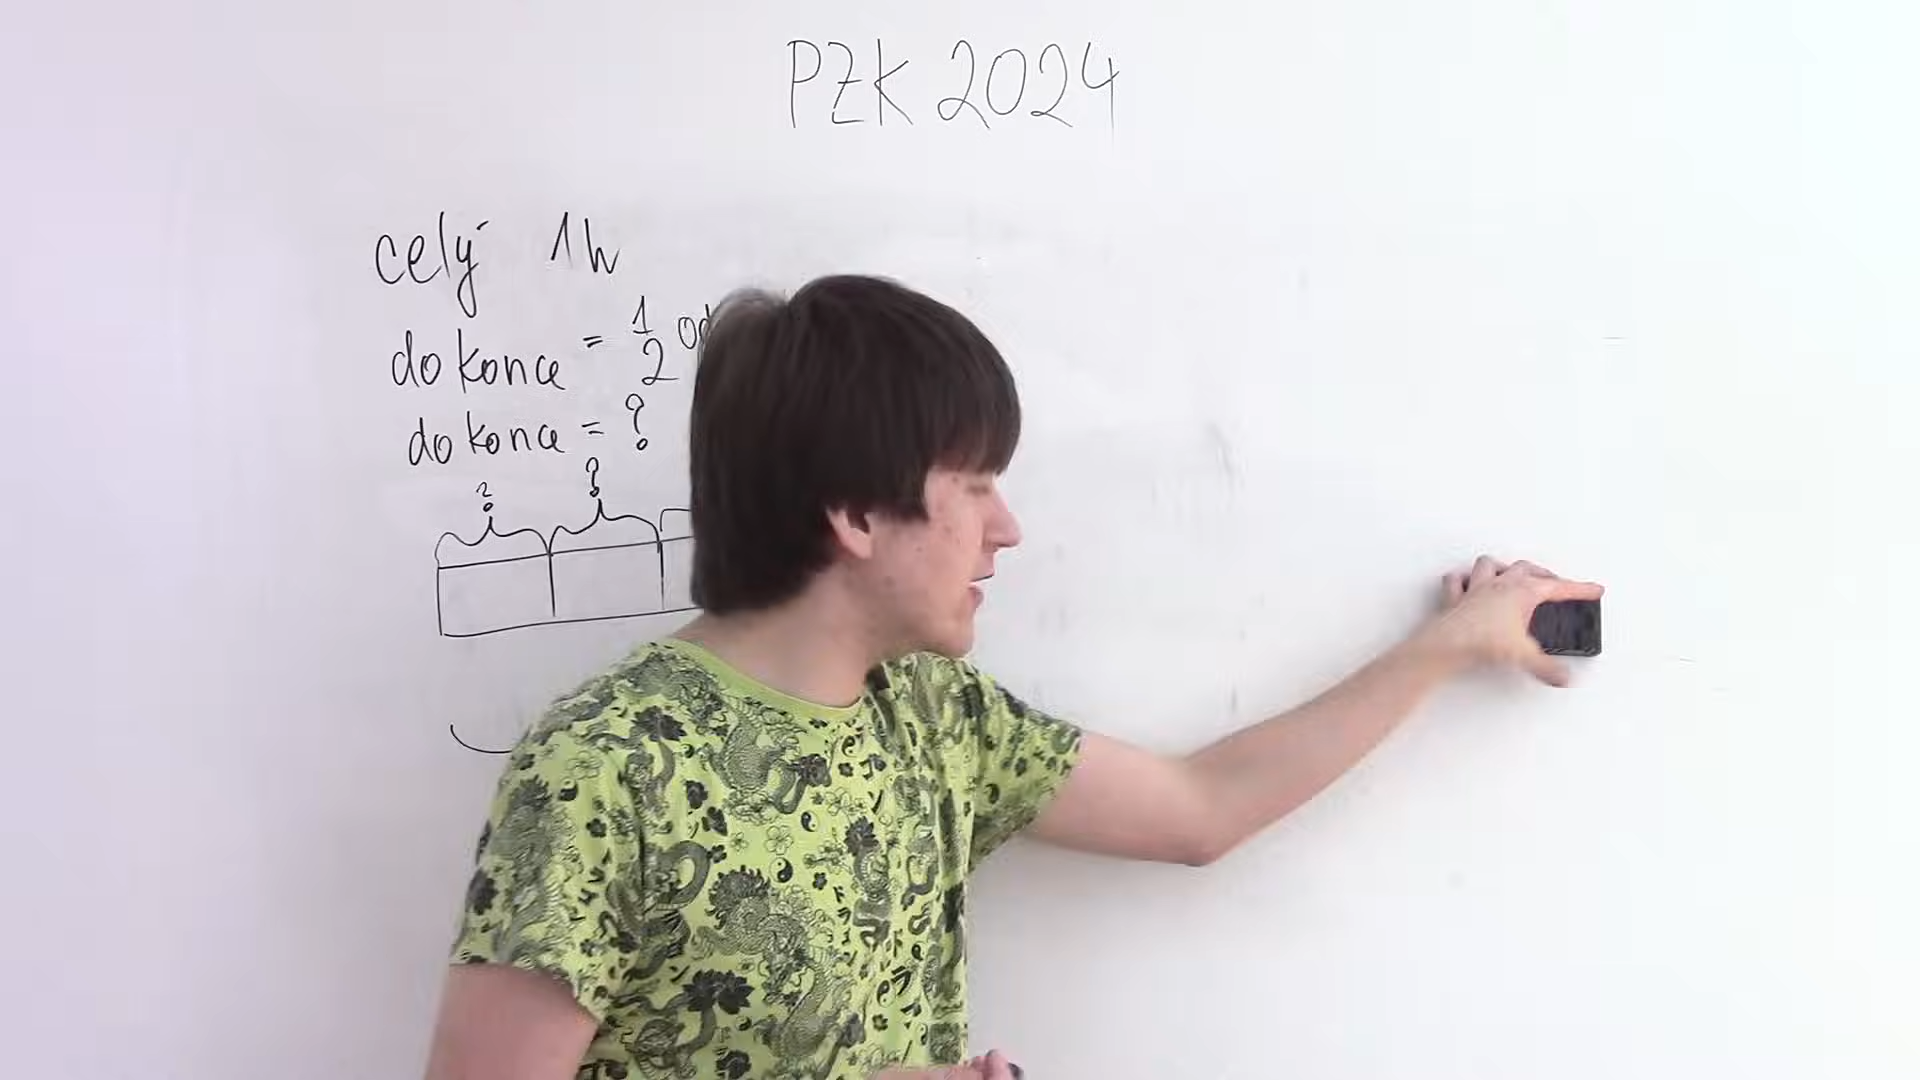 PZK 2024
celý 1h
do konce = 1/2 od
do konce = ?
? ?